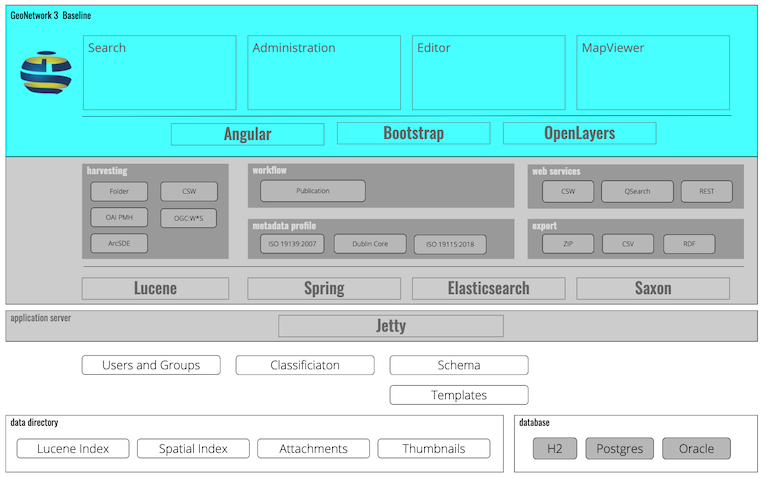 GeoNetwork 3 Baseline
Search
Administration
Editor
MapViewer
Angular
Bootstrap
OpenLayers
harvesting
workflow
web services
Folder
CSW
Publication
CSW
QSearch
REST
OAI PMH
OGC:W*S
metadata profile
export
ArcSDE
ISO 19139:2007
Dublin Core
ISO 19115:2018
ZIP
CSV
RDF
Lucene
Spring
Elasticsearch
Saxon
application server
Jetty
Users and Groups
Classificiaton
Schema
Templates
data directory
database
Lucene Index
Spatial Index
Attachments
Thumbnails
H2
Postgres
Oracle